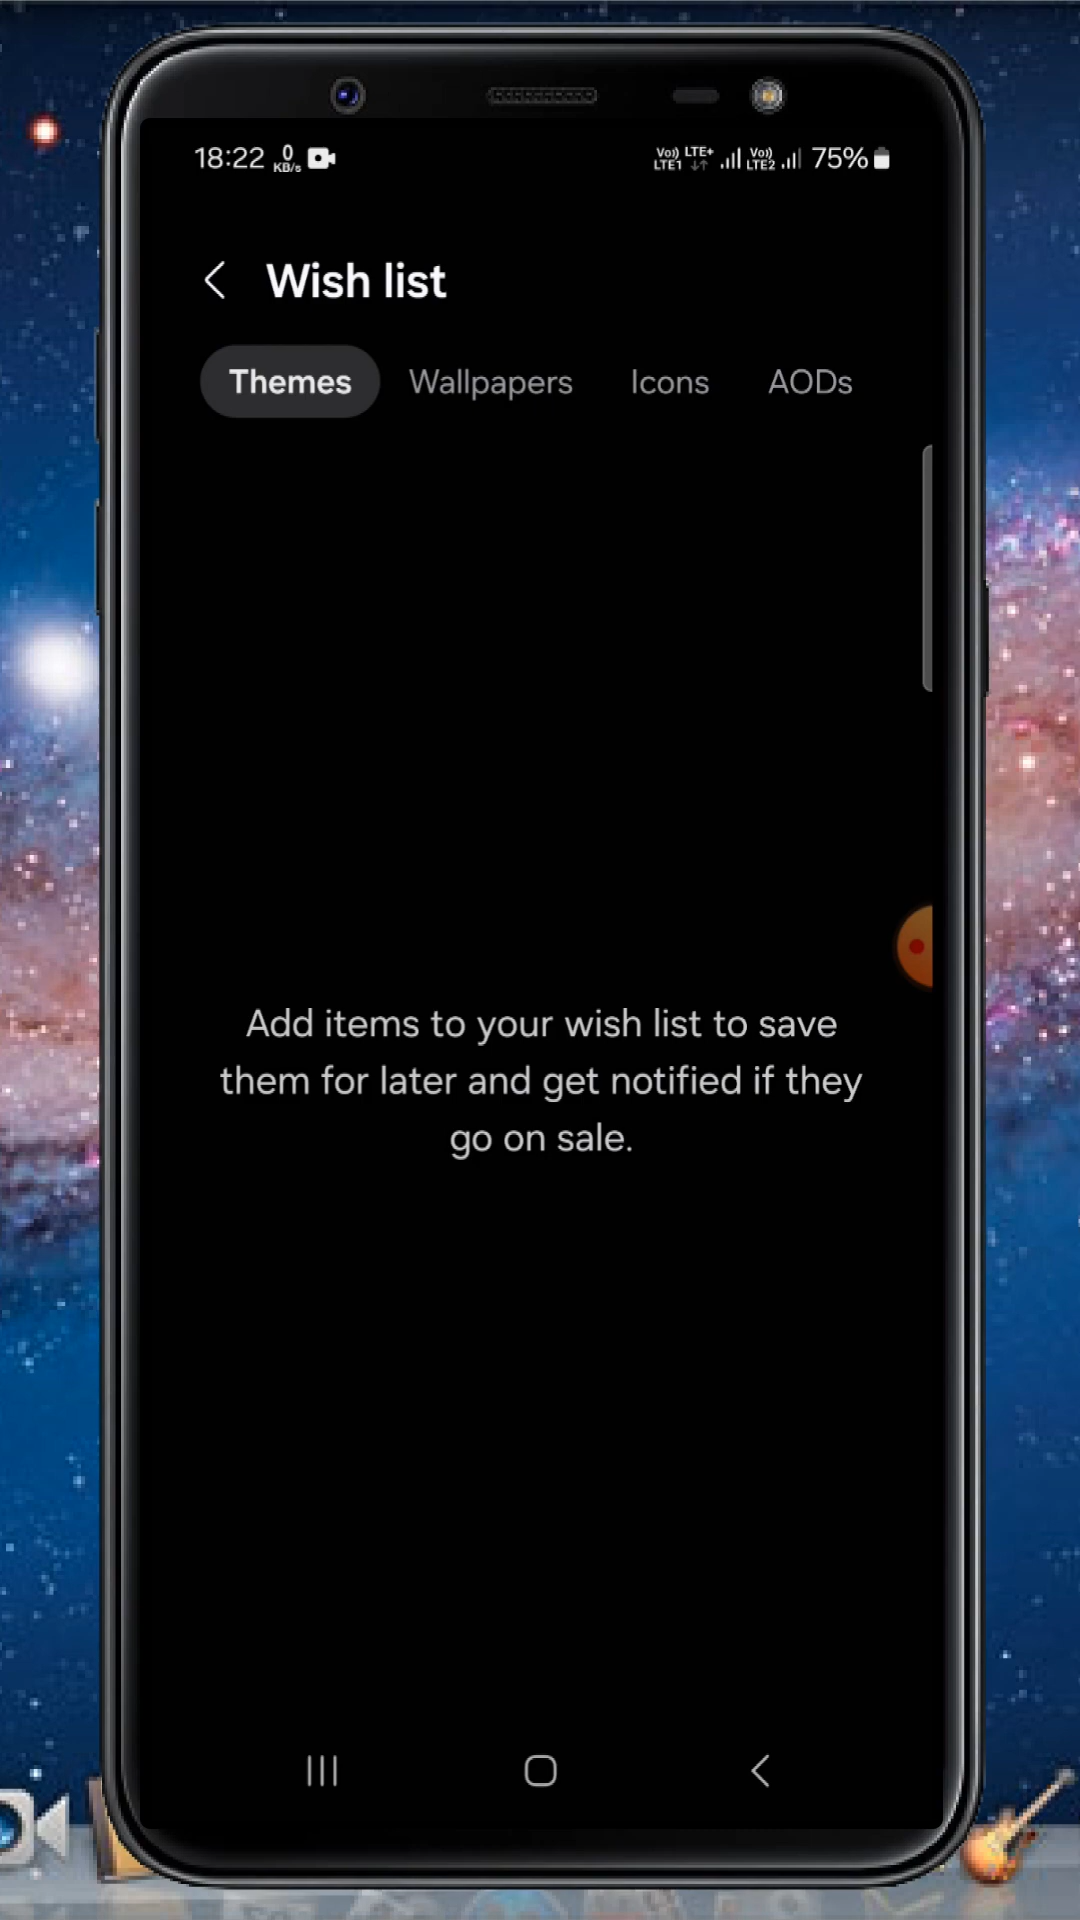 18:22 0 KB/s Vo) LTE1 LTE+ Vo) LTE2 75%
Wish list
Themes Wallpapers Icons AODs
Add items to your wish list to save
them for later and get notified if they
go on sale.